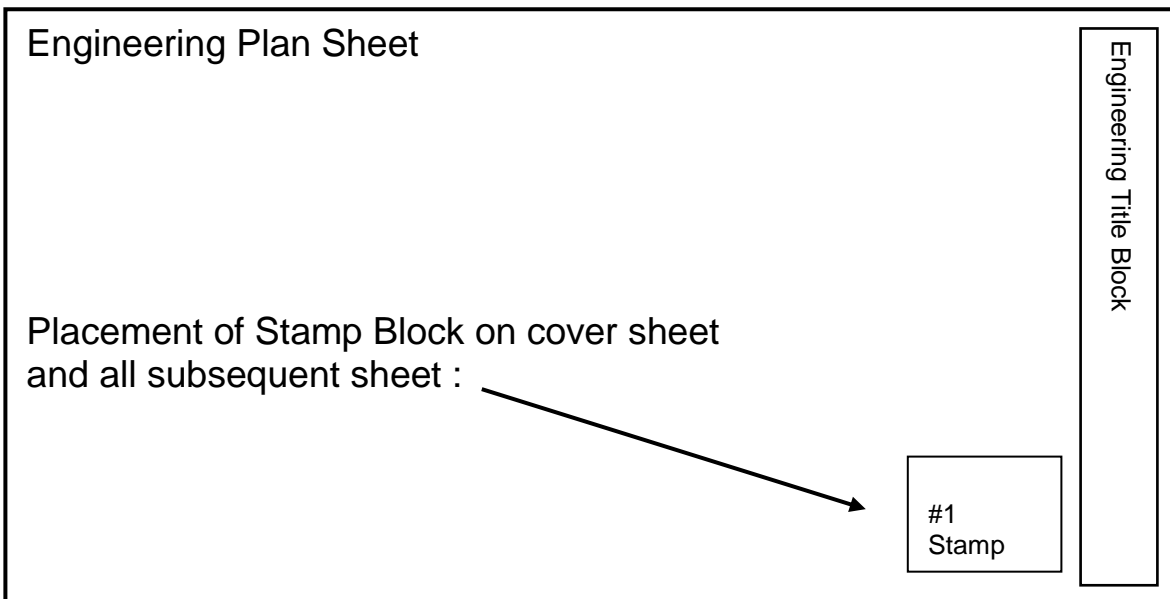 Engineering Plan Sheet
Engineering Title Block
Placement of Stamp Block on cover sheet
and all subsequent sheet :
#1
Stamp